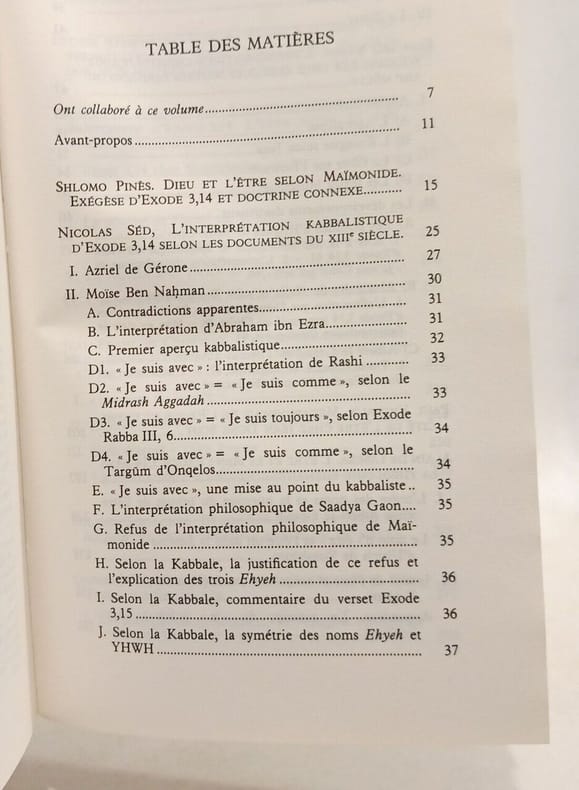 TABLE DES MATIÈRES
Ont collaboré à ce volume 7
Avant-propos 11
SHLOMO PINÈS. DIEU ET L'ÊTRE SELON MAÏMONIDE.
EXÉGÈSE D'EXODE 3,14 ET DOCTRINE CONNEXE 15
NICOLAS SÉD, L'INTERPRÉTATION KABBALISTIQUE
D'EXODE 3,14 SELON LES DOCUMENTS DU XIIIe SIÈCLE. 25
I. Azriel de Gérone 27
II. Moïse Ben Naḥman 30
A. Contradictions apparentes 31
B. L'interprétation d'Abraham ibn Ezra 31
C. Premier aperçu kabbalistique 32
D1. « Je suis avec » : l'interprétation de Rashi 33
D2. « Je suis avec » = « Je suis comme », selon le
Midrash Aggadah 33
D3. « Je suis avec » = « Je suis toujours », selon Exode
Rabba III, 6 34
D4. « Je suis avec » = « Je suis comme », selon le
Targūm d'Onqelos 34
E. « Je suis avec », une mise au point du kabbaliste .. 35
F. L'interprétation philosophique de Saadya Gaon.... 35
G. Refus de l'interprétation philosophique de Maï-
monide 35
H. Selon la Kabbale, la justification de ce refus et
l'explication des trois Ehyeh 36
I. Selon la Kabbale, commentaire du verset Exode
3,15 36
J. Selon la Kabbale, la symétrie des noms Ehyeh et
YHWH 37